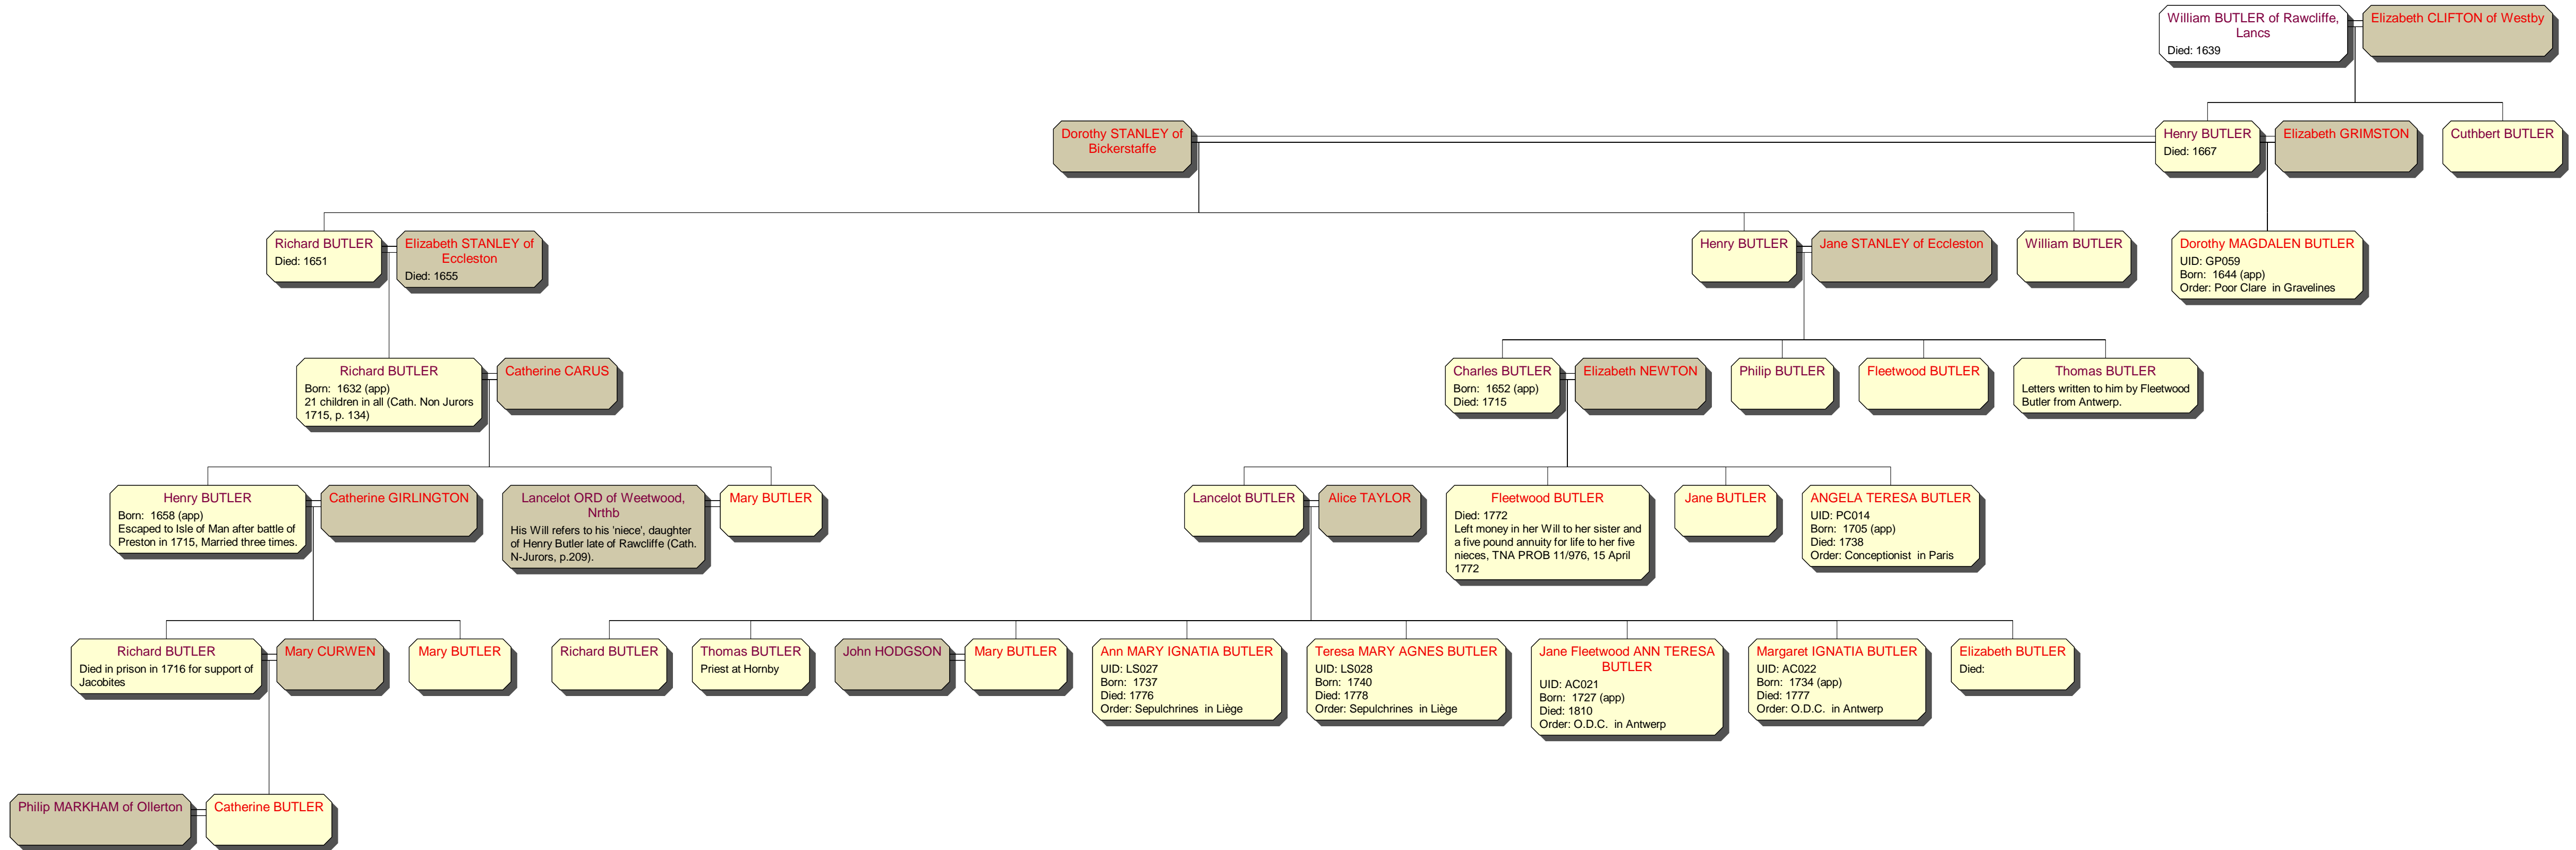 William BUTLER of Rawcliffe,
Lancs
Died: 1639
Elizabeth CLIFTON of Westby
Dorothy STANLEY of
Bickerstaffe
Henry BUTLER
Died: 1667
Elizabeth GRIMSTON
Cuthbert BUTLER
Richard BUTLER
Died: 1651
Elizabeth STANLEY of
Eccleston
Died: 1655
Henry BUTLER
Jane STANLEY of Eccleston
William BUTLER
Dorothy MAGDALEN BUTLER
UID: GP059
Born: 1644 (app)
Order: Poor Clare in Gravelines
Richard BUTLER
Born: 1632 (app)
21 children in all (Cath. Non Jurors
1715, p. 134)
Catherine CARUS
Charles BUTLER
Born: 1652 (app)
Died: 1715
Elizabeth NEWTON
Philip BUTLER
Fleetwood BUTLER
Thomas BUTLER
Letters written to him by Fleetwood
Butler from Antwerp.
Henry BUTLER
Born: 1658 (app)
Escaped to Isle of Man after battle of
Preston in 1715, Married three times.
Catherine GIRLINGTON
Lancelot ORD of Weetwood,
Nrthb
His Will refers to his 'niece', daughter
of Henry Butler late of Rawcliffe (Cath.
N-Jurors, p.209).
Mary BUTLER
Lancelot BUTLER
Alice TAYLOR
Fleetwood BUTLER
Died: 1772
Left money in her Will to her sister and
a five pound annuity for life to her five
nieces, TNA PROB 11/976, 15 April
1772
Jane BUTLER
ANGELA TERESA BUTLER
UID: PC014
Born: 1705 (app)
Died: 1738
Order: Conceptionist in Paris
Richard BUTLER
Died in prison in 1716 for support of
Jacobites
Mary CURWEN
Mary BUTLER
Richard BUTLER
Thomas BUTLER
Priest at Hornby
John HODGSON
Mary BUTLER
Ann MARY IGNATIA BUTLER
UID: LS027
Born: 1737
Died: 1776
Order: Sepulchrines in Liège
Teresa MARY AGNES BUTLER
UID: LS028
Born: 1740
Died: 1778
Order: Sepulchrines in Liège
Jane Fleetwood ANN TERESA
BUTLER
UID: AC021
Born: 1727 (app)
Died: 1810
Order: O.D.C. in Antwerp
Margaret IGNATIA BUTLER
UID: AC022
Born: 1734 (app)
Died: 1777
Order: O.D.C. in Antwerp
Elizabeth BUTLER
Died:
Philip MARKHAM of Ollerton
Catherine BUTLER